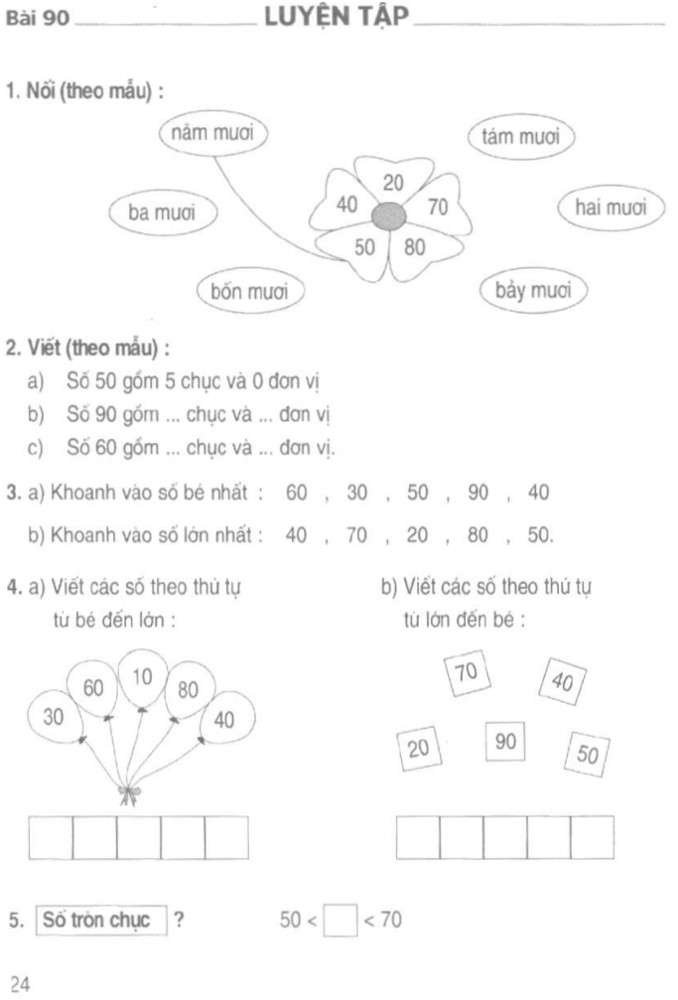 Bài 90 LUYỆN TẬP
1. Nối (theo mẫu) :
năm mươi
tám mươi
20
40
70
ba mươi
hai mươi
50
80
bốn mươi
bảy mươi
2. Viết (theo mẫu) :
a) Số 50 gồm 5 chục và 0 đơn vị
b) Số 90 gồm ... chục và ... đơn vị
c) Số 60 gồm ... chục và ... đơn vị.
3. a) Khoanh vào số bé nhất : 60 , 30 , 50 , 90 , 40
b) Khoanh vào số lớn nhất : 40 , 70 , 20 , 80 , 50.
4. a) Viết các số theo thứ tự
từ bé đến lớn :
30
60
10
80
40
b) Viết các số theo thứ tự
từ lớn đến bé :
70
40
20
90
50
5. Số tròn chục ? 50 < < 70
24